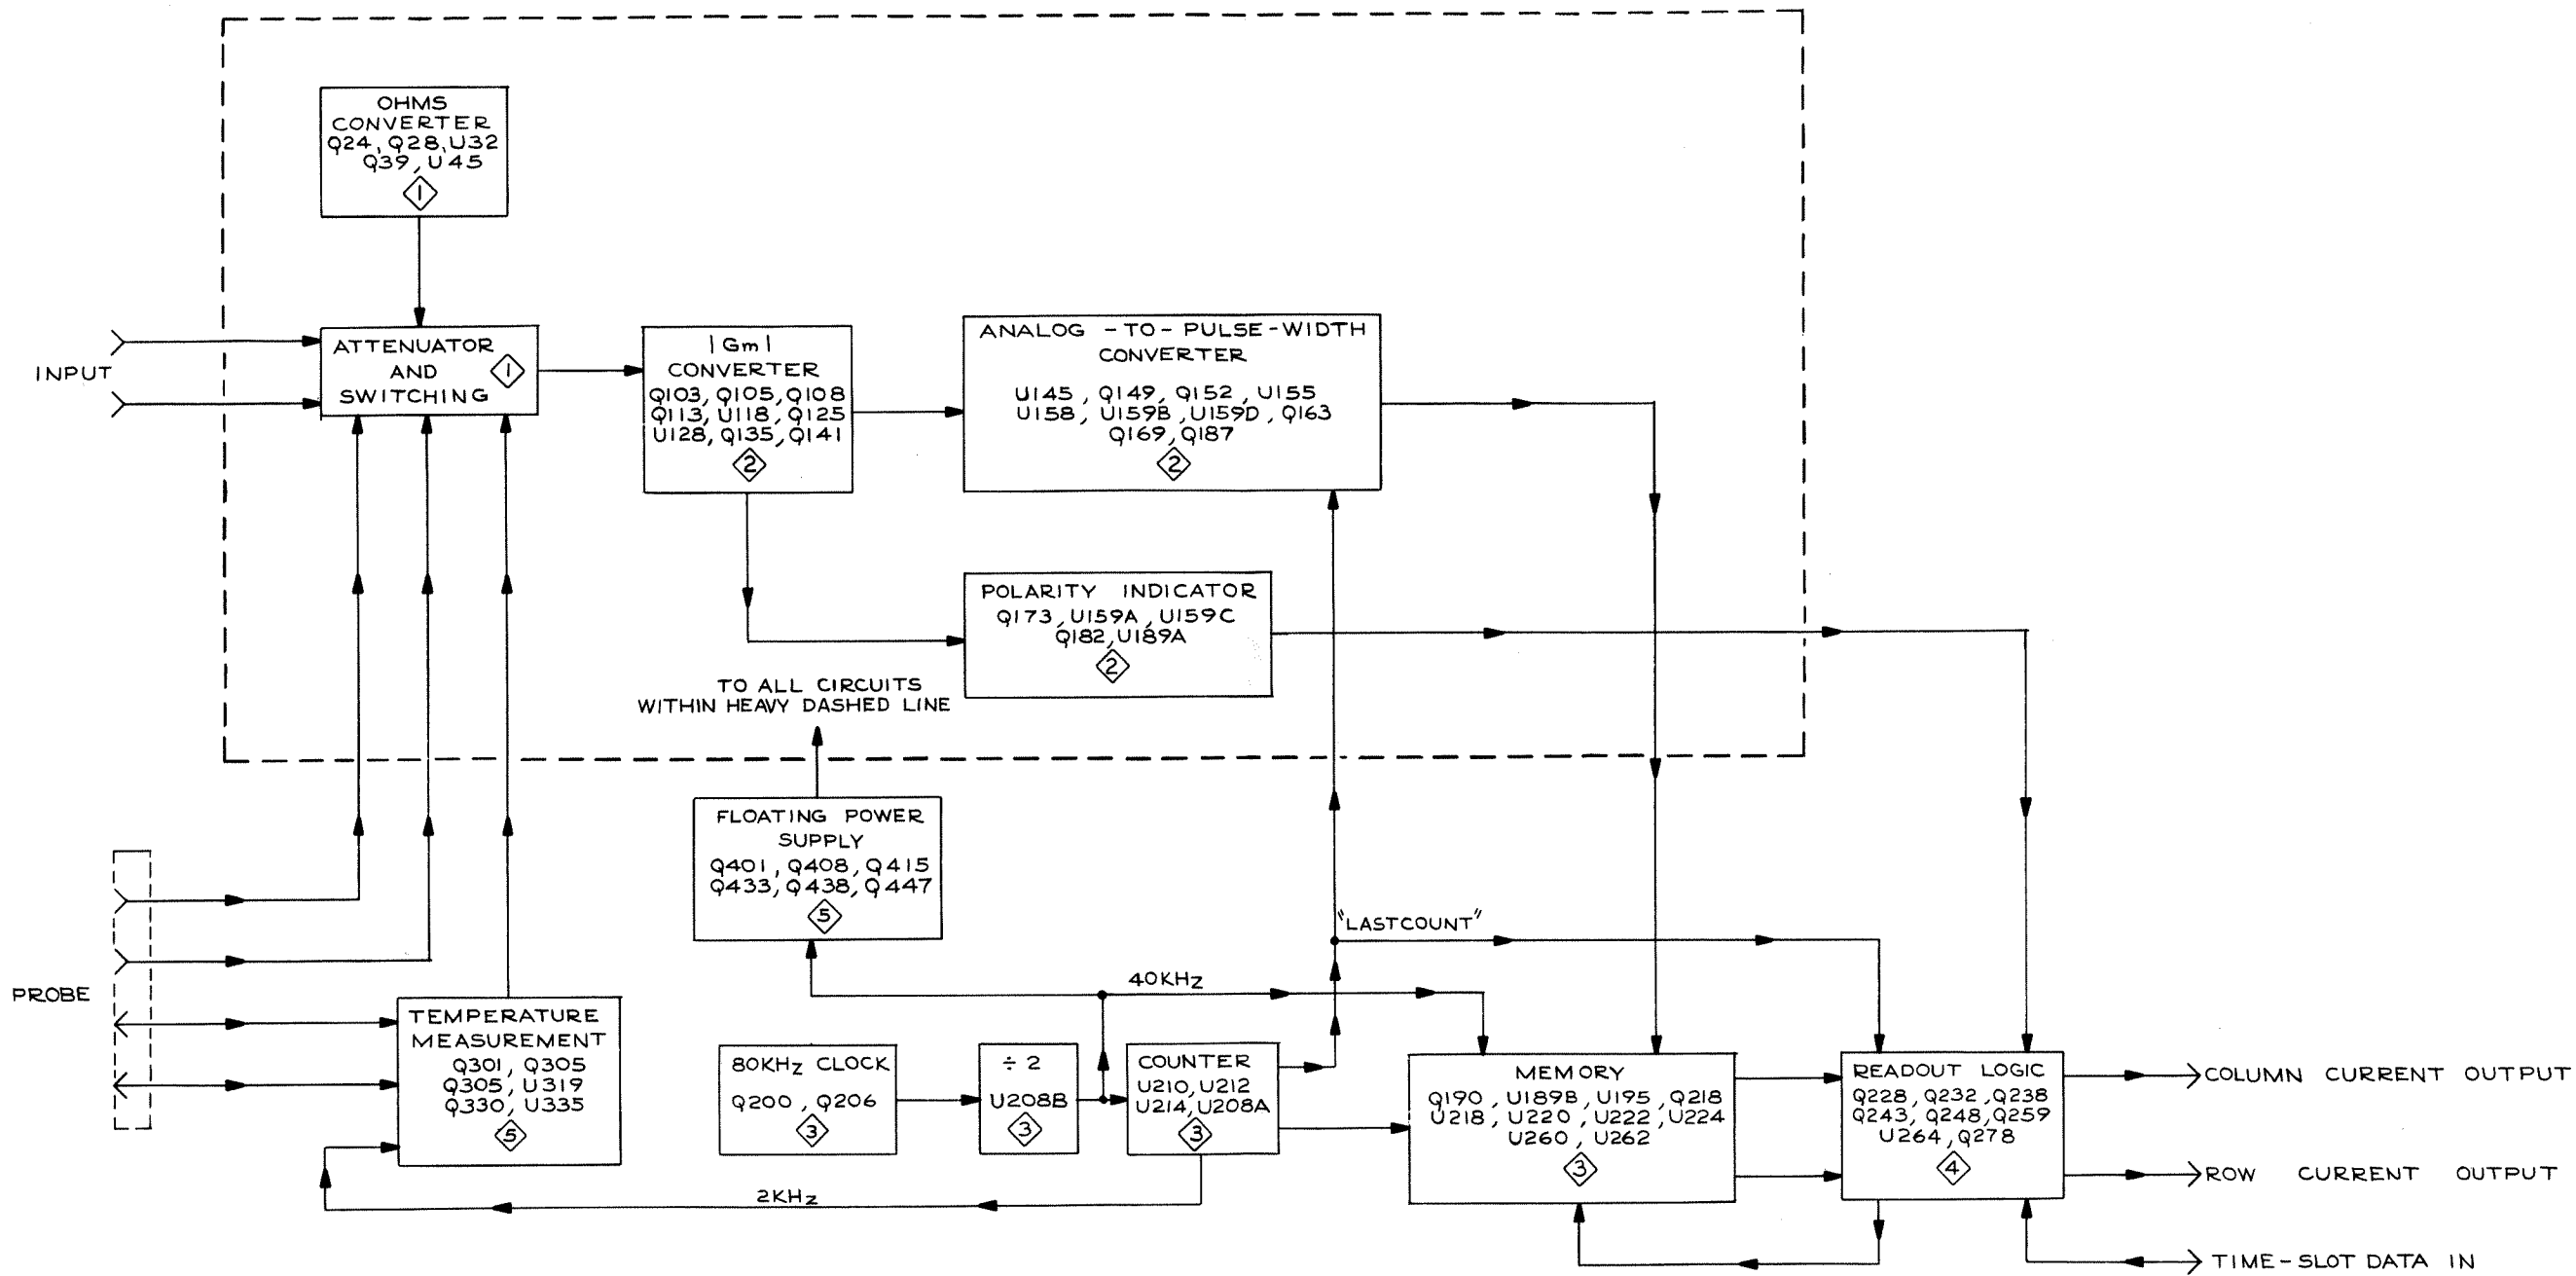 OHMS
CONVERTER
Q24, Q28, U32
Q39, U45
1
INPUT
ATTENUATOR
AND
SWITCHING
1
|Gm|
CONVERTER
Q103, Q105, Q108
Q113, U118, Q125
U128, Q135, Q141
2
ANALOG - TO - PULSE - WIDTH
CONVERTER
U145, Q149, Q152, U155
U158, U159B, U159D, Q163
Q169, Q187
2
POLARITY INDICATOR
Q173, U159A, U159C
Q182, U189A
2
TO ALL CIRCUITS
WITHIN HEAVY DASHED LINE
FLOATING POWER
SUPPLY
Q401, Q408, Q415
Q433, Q438, Q447
5
"LASTCOUNT"
40KHz
PROBE
TEMPERATURE
MEASUREMENT
Q301, Q305
Q305, U319
Q330, U335
5
80KHz CLOCK
Q200, Q206
3
÷ 2
U208B
3
COUNTER
U210, U212
U214, U208A
3
MEMORY
Q190, U189B, U195, Q218
U218, U220, U222, U224
U260, U262
3
READOUT LOGIC
Q228, Q232, Q238
Q243, Q248, Q259
U264, Q278
4
COLUMN CURRENT OUTPUT
ROW CURRENT OUTPUT
TIME-SLOT DATA IN
2KHz